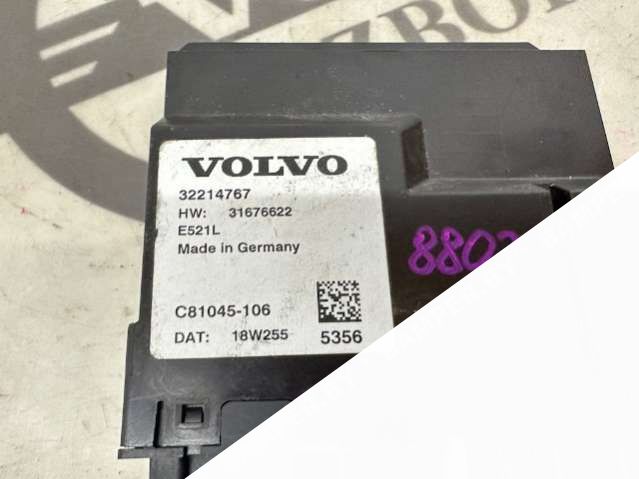 VOLVO
32214767
HW: 31676622
E521L
Made in Germany
C81045-106
DAT: 18W255 5356